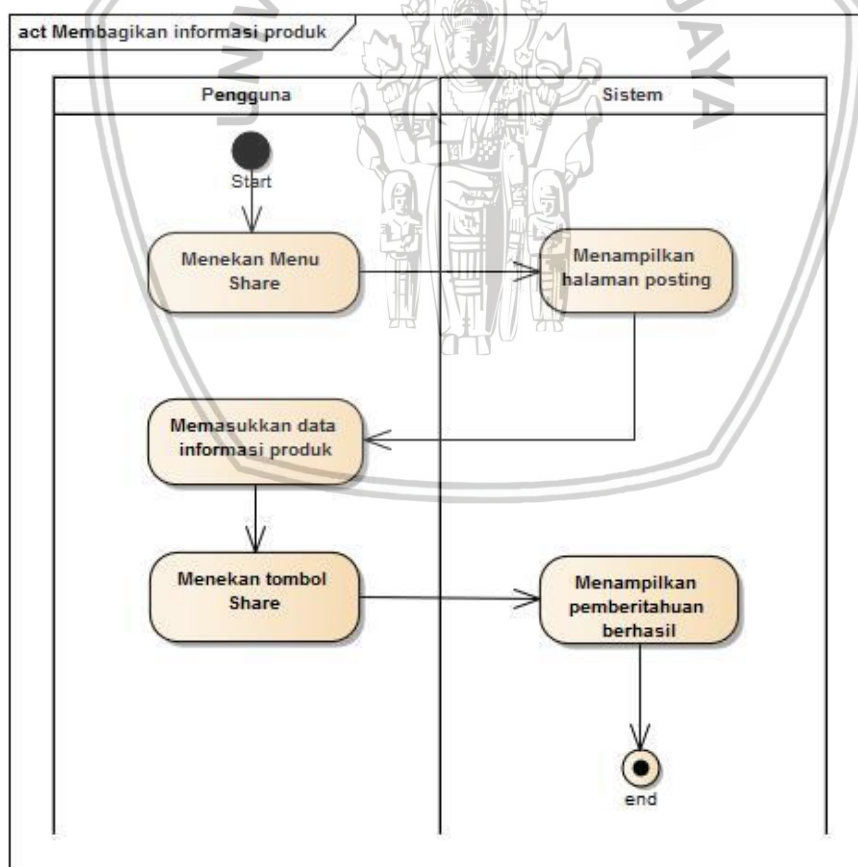 act Membagikan informasi produk
Pengguna
Sistem
Start
Menekan Menu
Share
Menampilkan
halaman posting
Memasukkan data
informasi produk
Menekan tombol
Share
Menampilkan
pemberitahuan
berhasil
end